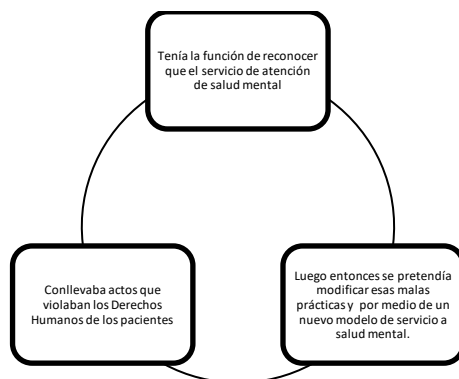 Tenía la función de reconocer
que el servicio de atención
de salud mental
Conllevaba actos que
violaban los Derechos
Humanos de los pacientes
Luego entonces se pretendía
modificar esas malas
prácticas y por medio de un
nuevo modelo de servicio a
salud mental.